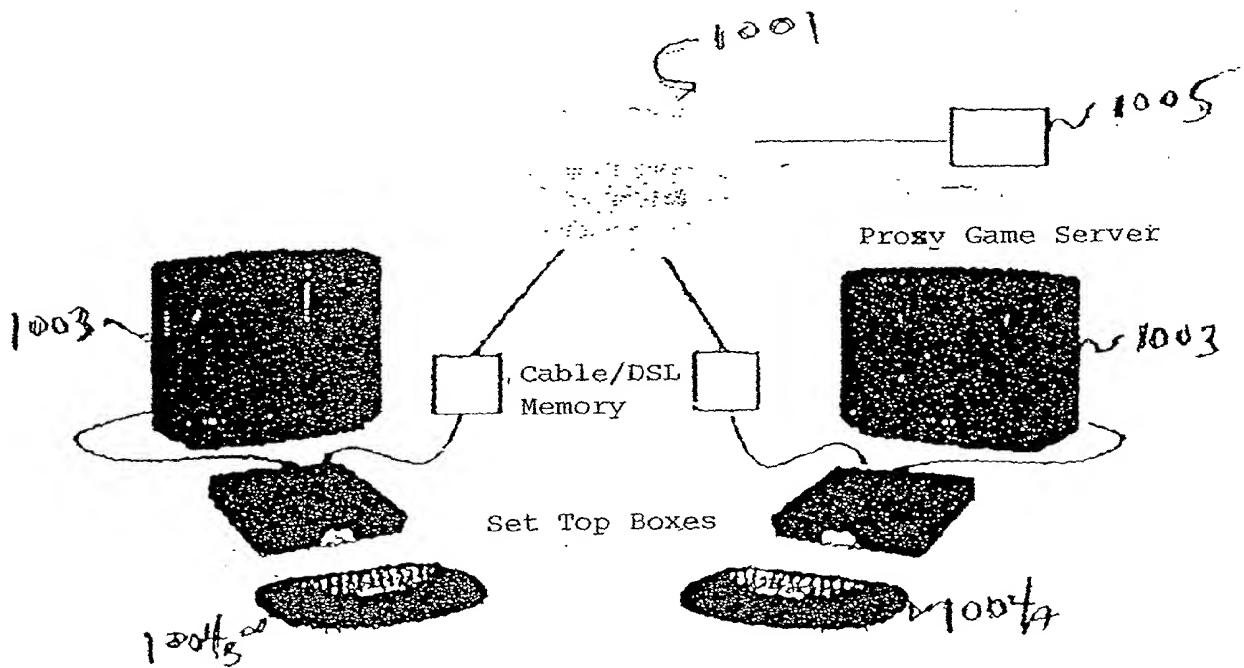 1001
1005
Proxy Game Server
1003
1003
Cable/DSL
Memory
Set Top Boxes